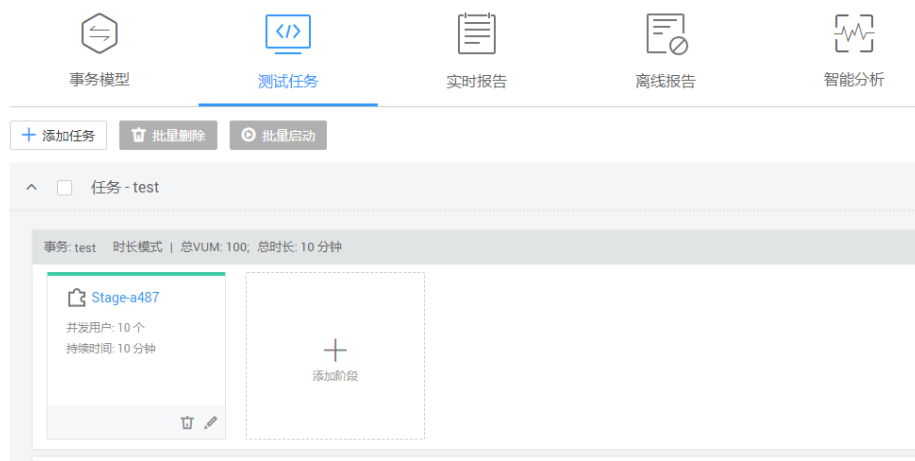 事务模型
测试任务
实时报告
离线报告
智能分析
添加任务
批量删除
批量启动
任务 - test
事务: test 时长模式 | 总VUM: 100; 总时长: 10 分钟
Stage-a487
并发用户: 10 个
持续时间: 10 分钟
添加阶段